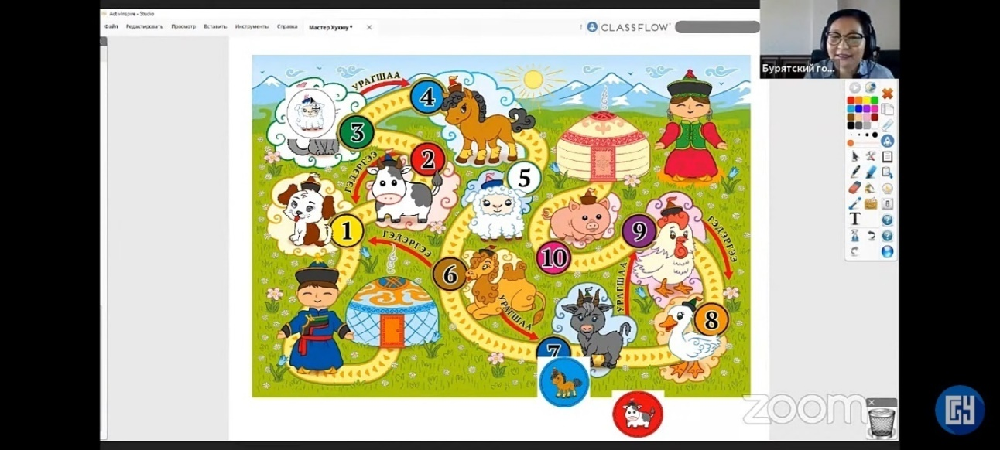 ActivInspire - Studio
Файл Редактировать Просмотр Вставить Инструменты Справка Мастер Хухюу *
CLASSFLOW
Бурятский го...
УРАГШАА
4
3
ГЭДЭРГЭЭ
2
5
1
ГЭДЭРГЭЭ
9
ГЭДЭРГЭЭ
10
6
УРАГШАА
УРАГШАА
8
7
T
zoom